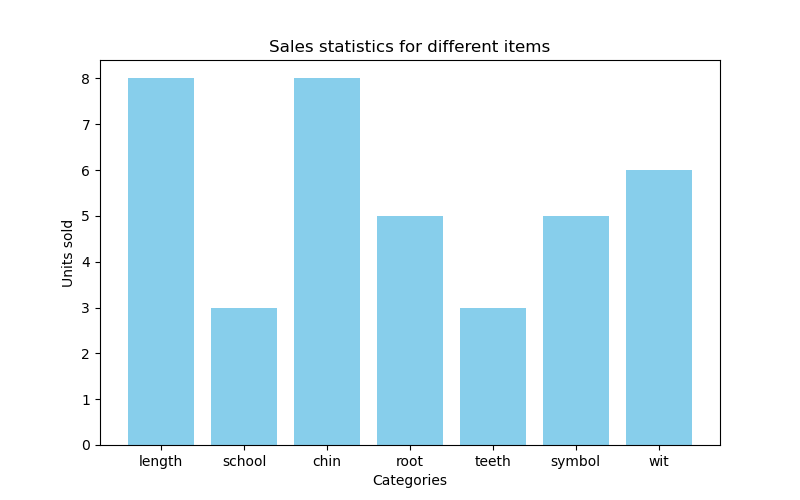 Sales statistics for different items
8
7
6
5
4
3
2
1
0
Units sold
length school chin root teeth symbol wit
Categories